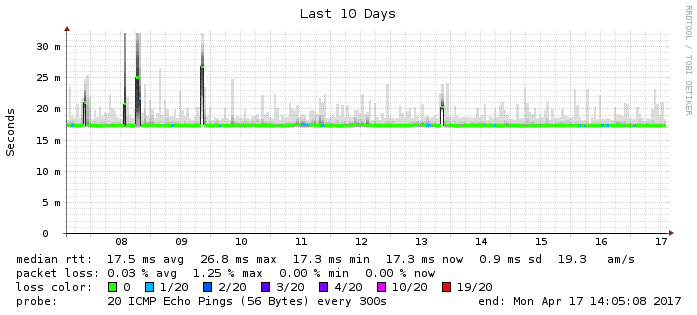 Last 10 Days
RRDTOOL / TOBI OETIKER
Seconds
30 m
25 m
20 m
15 m
10 m
5 m
0
08 09 10 11 12 13 14 15 16 17
median rtt: 17.5 ms avg 26.8 ms max 17.3 ms min 17.3 ms now 0.9 ms sd 19.3 am/s
packet loss: 0.03 % avg 1.25 % max 0.00 % min 0.00 % now
loss color: 0 1/20 2/20 3/20 4/20 10/20 19/20
probe: 20 ICMP Echo Pings (56 Bytes) every 300s end: Mon Apr 17 14:05:08 2017